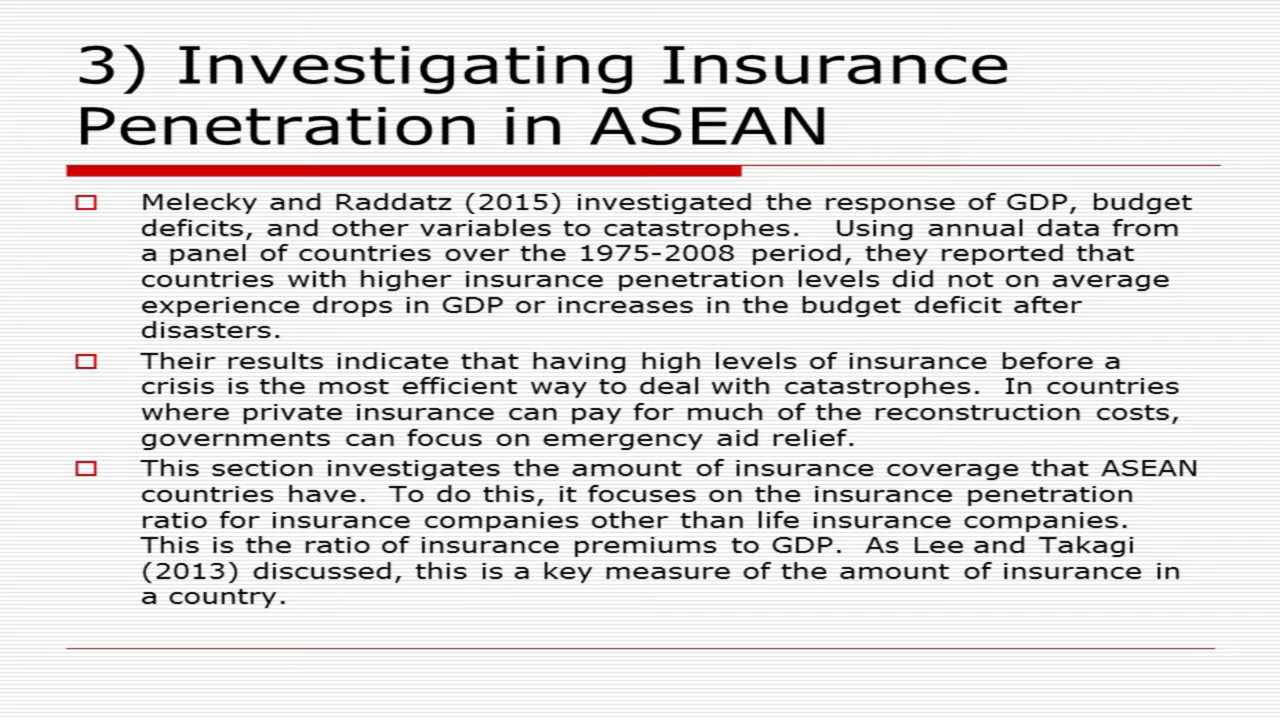 3) Investigating Insurance
Penetration in ASEAN
Melecky and Raddatz (2015) investigated the response of GDP, budget
deficits, and other variables to catastrophes. Using annual data from
a panel of countries over the 1975-2008 period, they reported that
countries with higher insurance penetration levels did not on average
experience drops in GDP or increases in the budget deficit after
disasters.
Their results indicate that having high levels of insurance before a
crisis is the most efficient way to deal with catastrophes. In countries
where private insurance can pay for much of the reconstruction costs,
governments can focus on emergency aid relief.
This section investigates the amount of insurance coverage that ASEAN
countries have. To do this, it focuses on the insurance penetration
ratio for insurance companies other than life insurance companies.
This is the ratio of insurance premiums to GDP. As Lee and Takagi
(2013) discussed, this is a key measure of the amount of insurance in
a country.